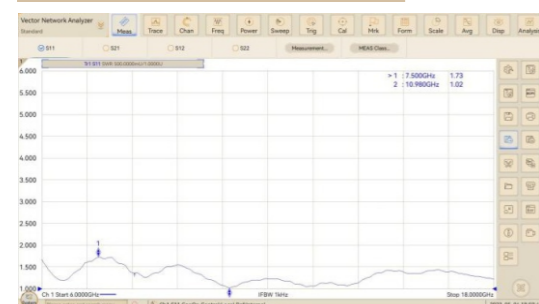 Vector Network Analyzer
Standard
Meas Trace Chan Freq Power Sweep Trig Cal Mrk Form Scale Avg Disp Analysis
S11 S21 S12 S22 Measurement... MEAS Class...
Tr1 S11 SWR
6.000
> 1 : 7.500GHz 1.73
2 : 10.980GHz 1.02
5.500
5.000
4.500
4.000
3.500
3.000
2.500
2.000
1
1.500
1.000
Ch 1 Start 6.0000GHz
IFBW 1kHz
Stop 18.0000GHz